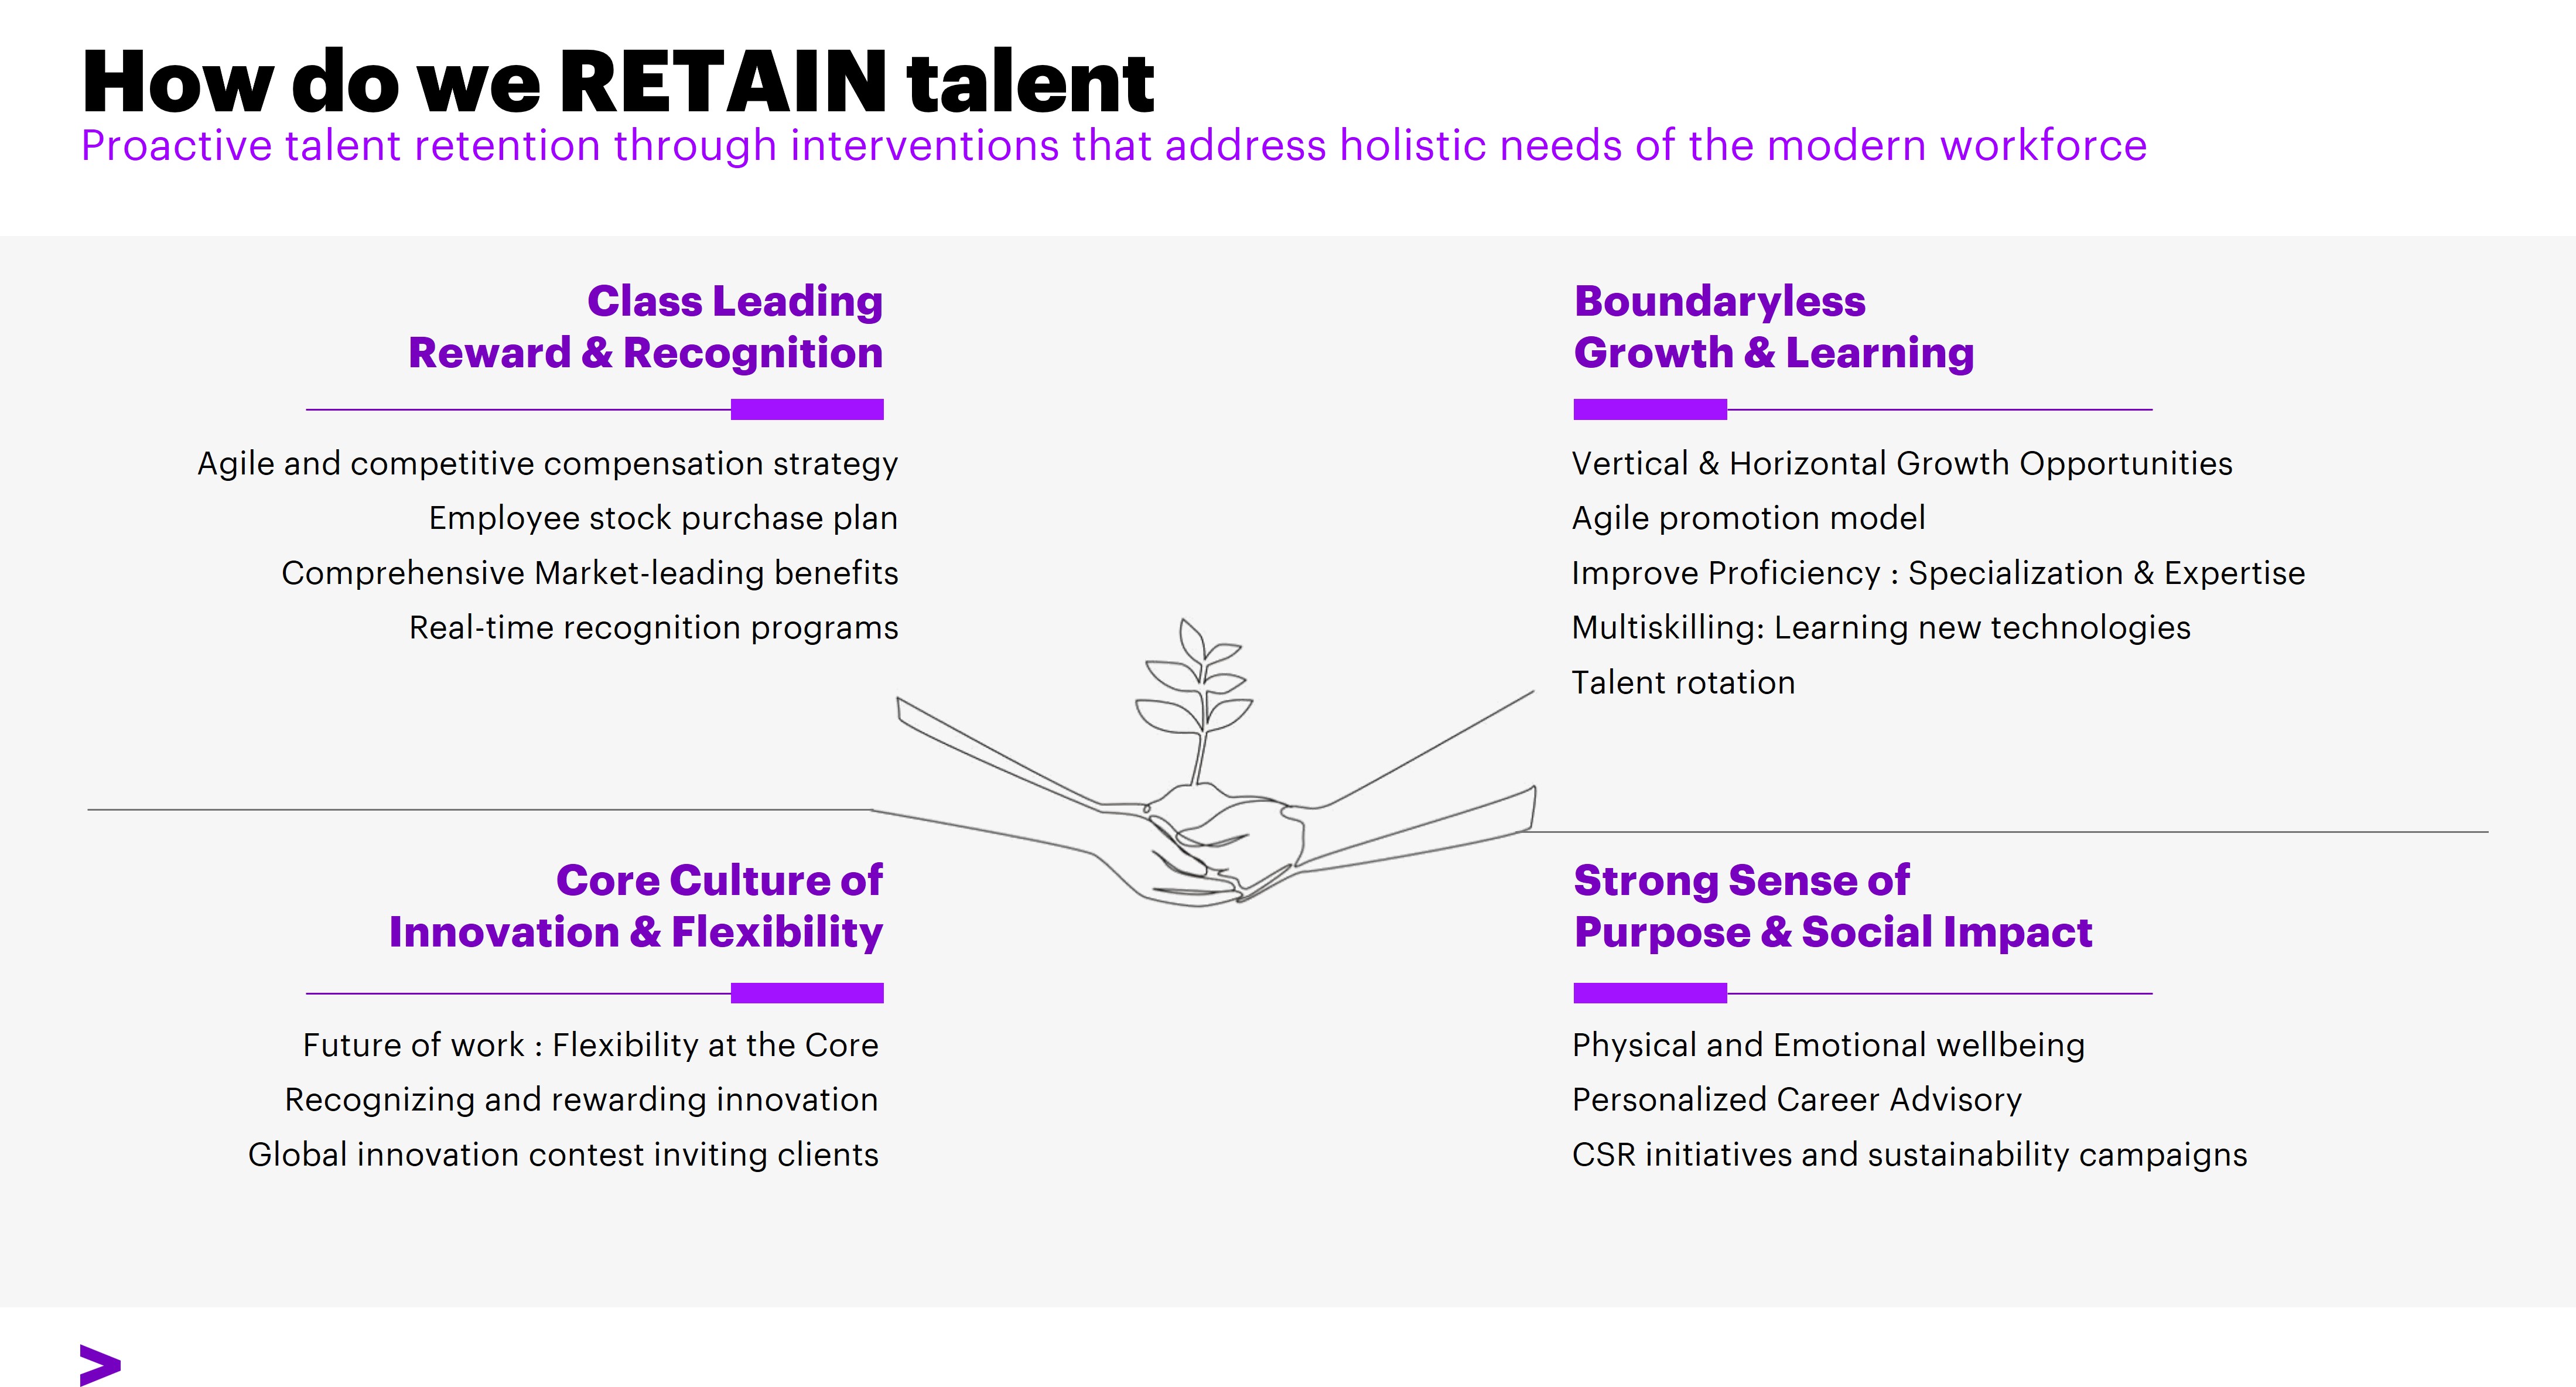 How do we RETAIN talent
Proactive talent retention through interventions that address holistic needs of the modern workforce
Class Leading
Reward & Recognition
Agile and competitive compensation strategy
Employee stock purchase plan
Comprehensive Market-leading benefits
Real-time recognition programs
Boundaryless
Growth & Learning
Vertical & Horizontal Growth Opportunities
Agile promotion model
Improve Proficiency : Specialization & Expertise
Multiskilling: Learning new technologies
Talent rotation
Core Culture of
Innovation & Flexibility
Future of work : Flexibility at the Core
Recognizing and rewarding innovation
Global innovation contest inviting clients
Strong Sense of
Purpose & Social Impact
Physical and Emotional wellbeing
Personalized Career Advisory
CSR initiatives and sustainability campaigns